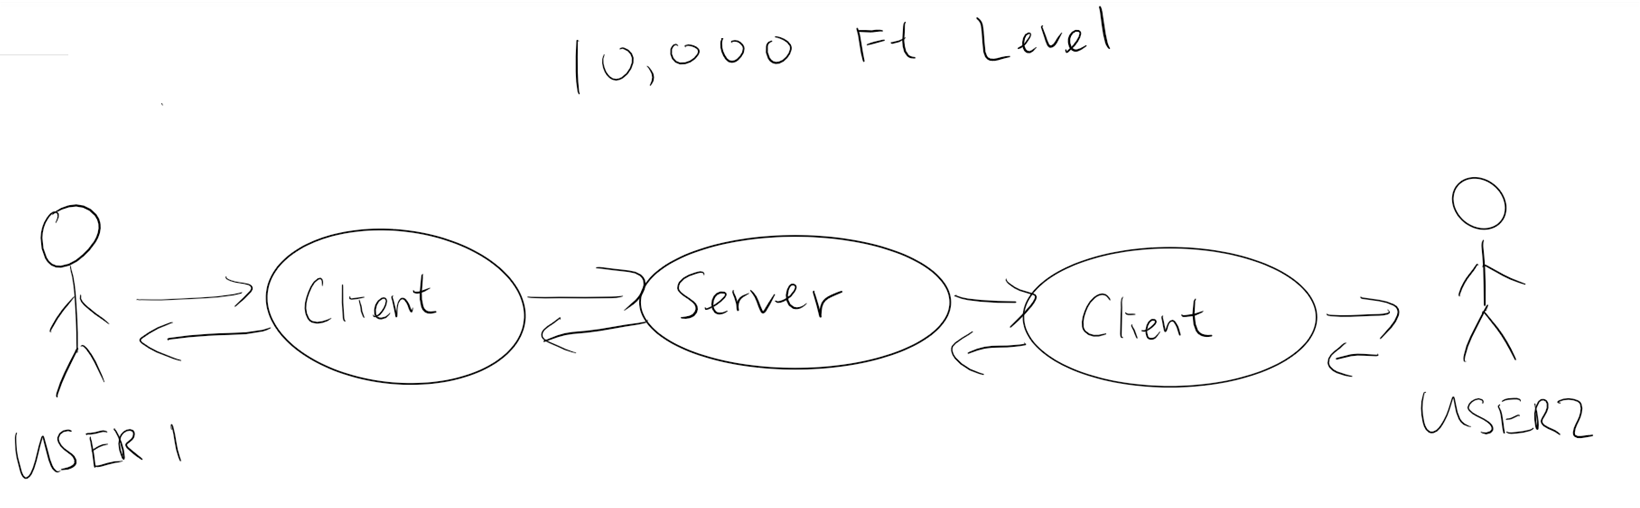 10,000 Ft Level
Client
Server
Client
USER 1
USER2